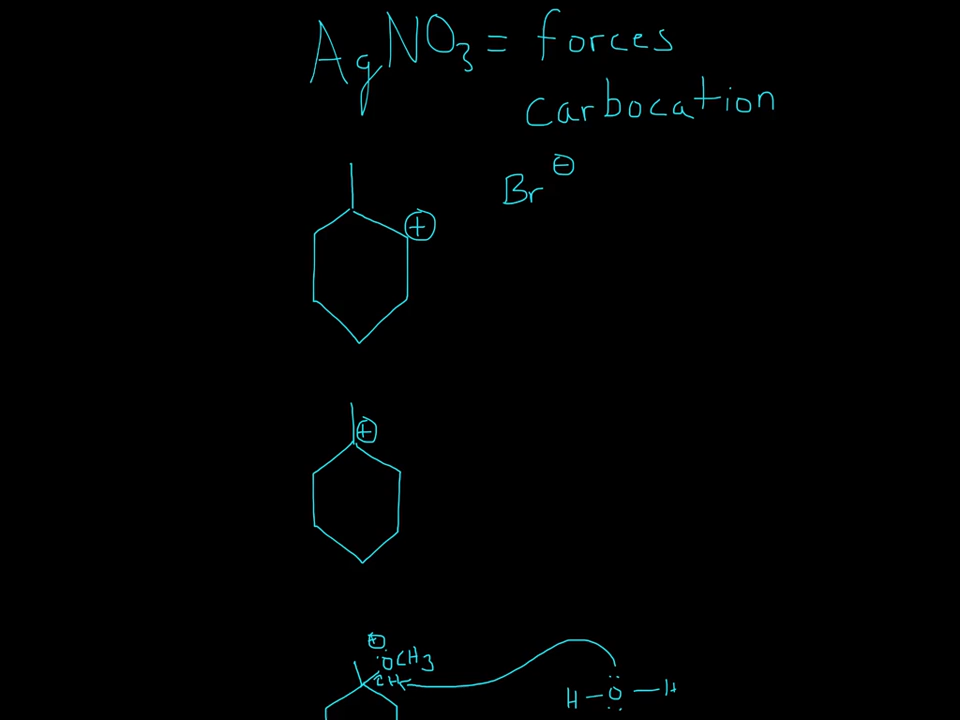 AgNO₃ = forces
carbocation
Br⊖
⊕
⊕
⊕
OCH3
H
H–Ö–H